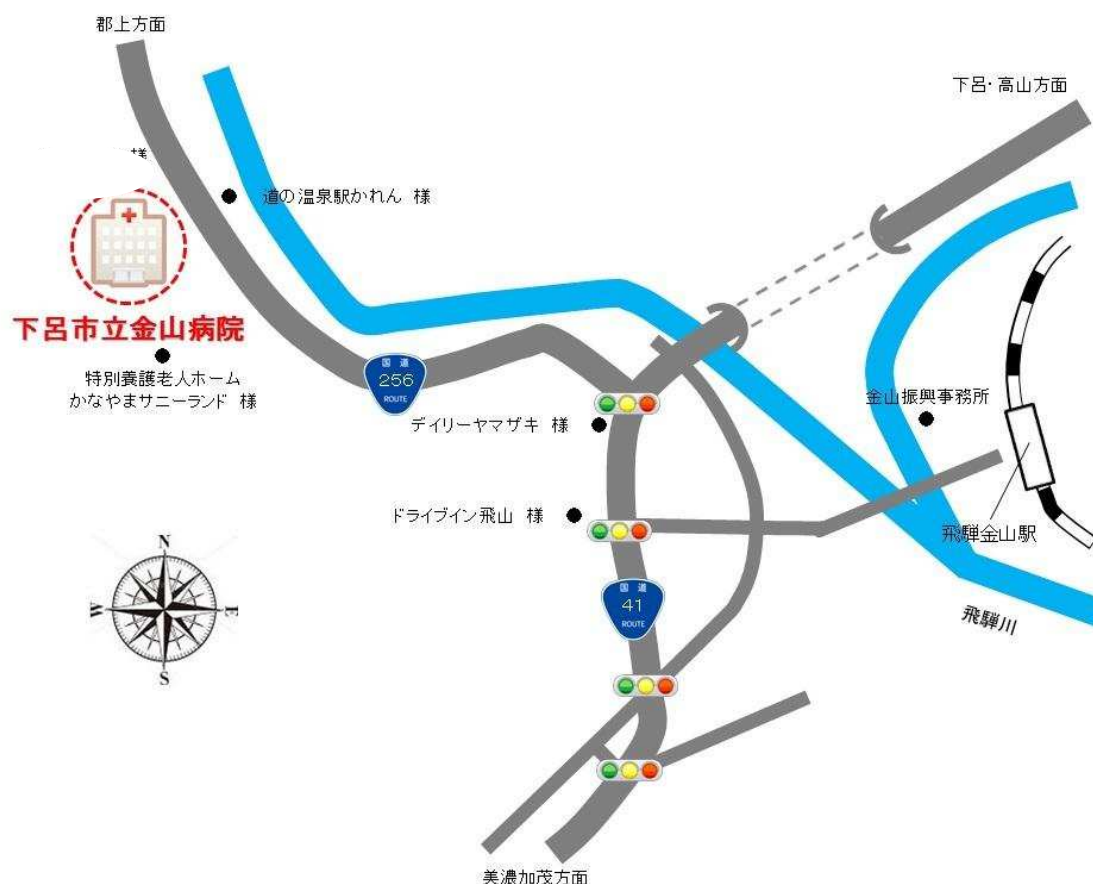 郡上方面
下呂・高山方面
様
道の温泉駅かれん 様
下呂市立金山病院
特別養護老人ホーム
かなやまサニーランド 様
国道
256
ROUTE
デイリーヤマザキ 様
金山振興事務所
ドライブイン飛山 様
飛騨金山駅
国道
41
ROUTE
飛騨川
N
W
E
S
美濃加茂方面